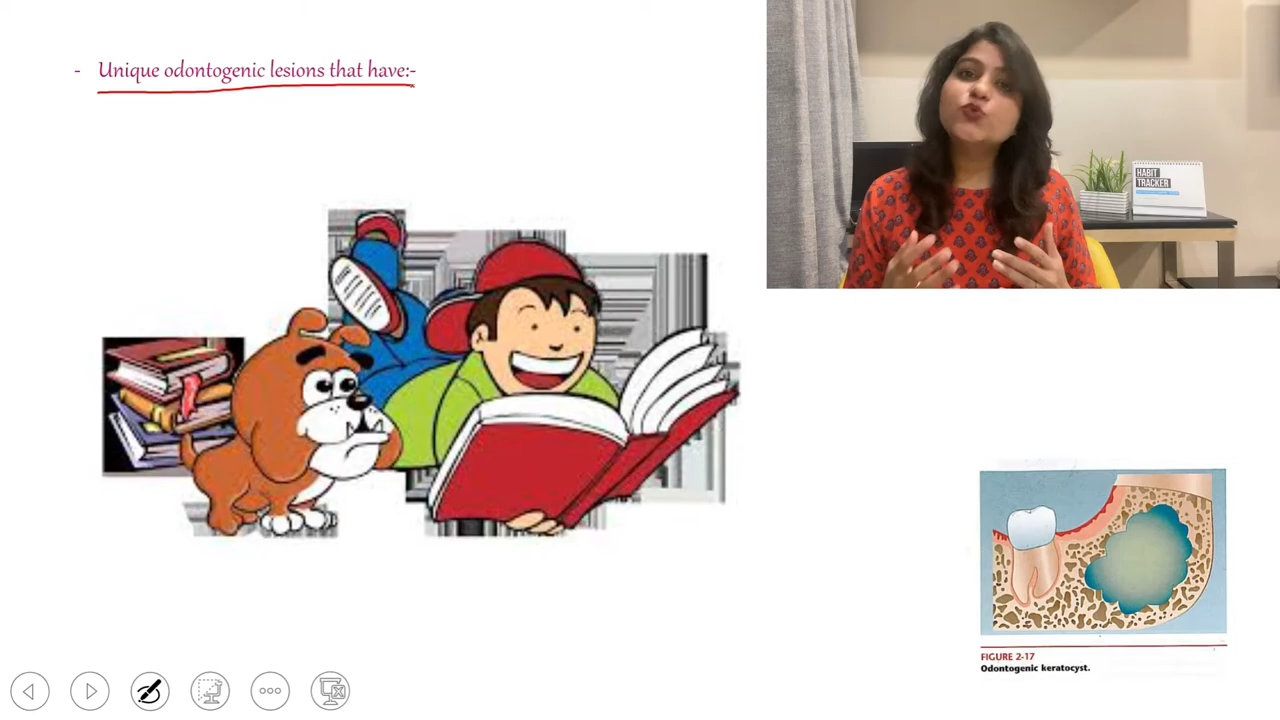 - Unique odontogenic lesions that have:-
HABIT
TRACKER
FIGURE 2-17
Odontogenic keratocyst.